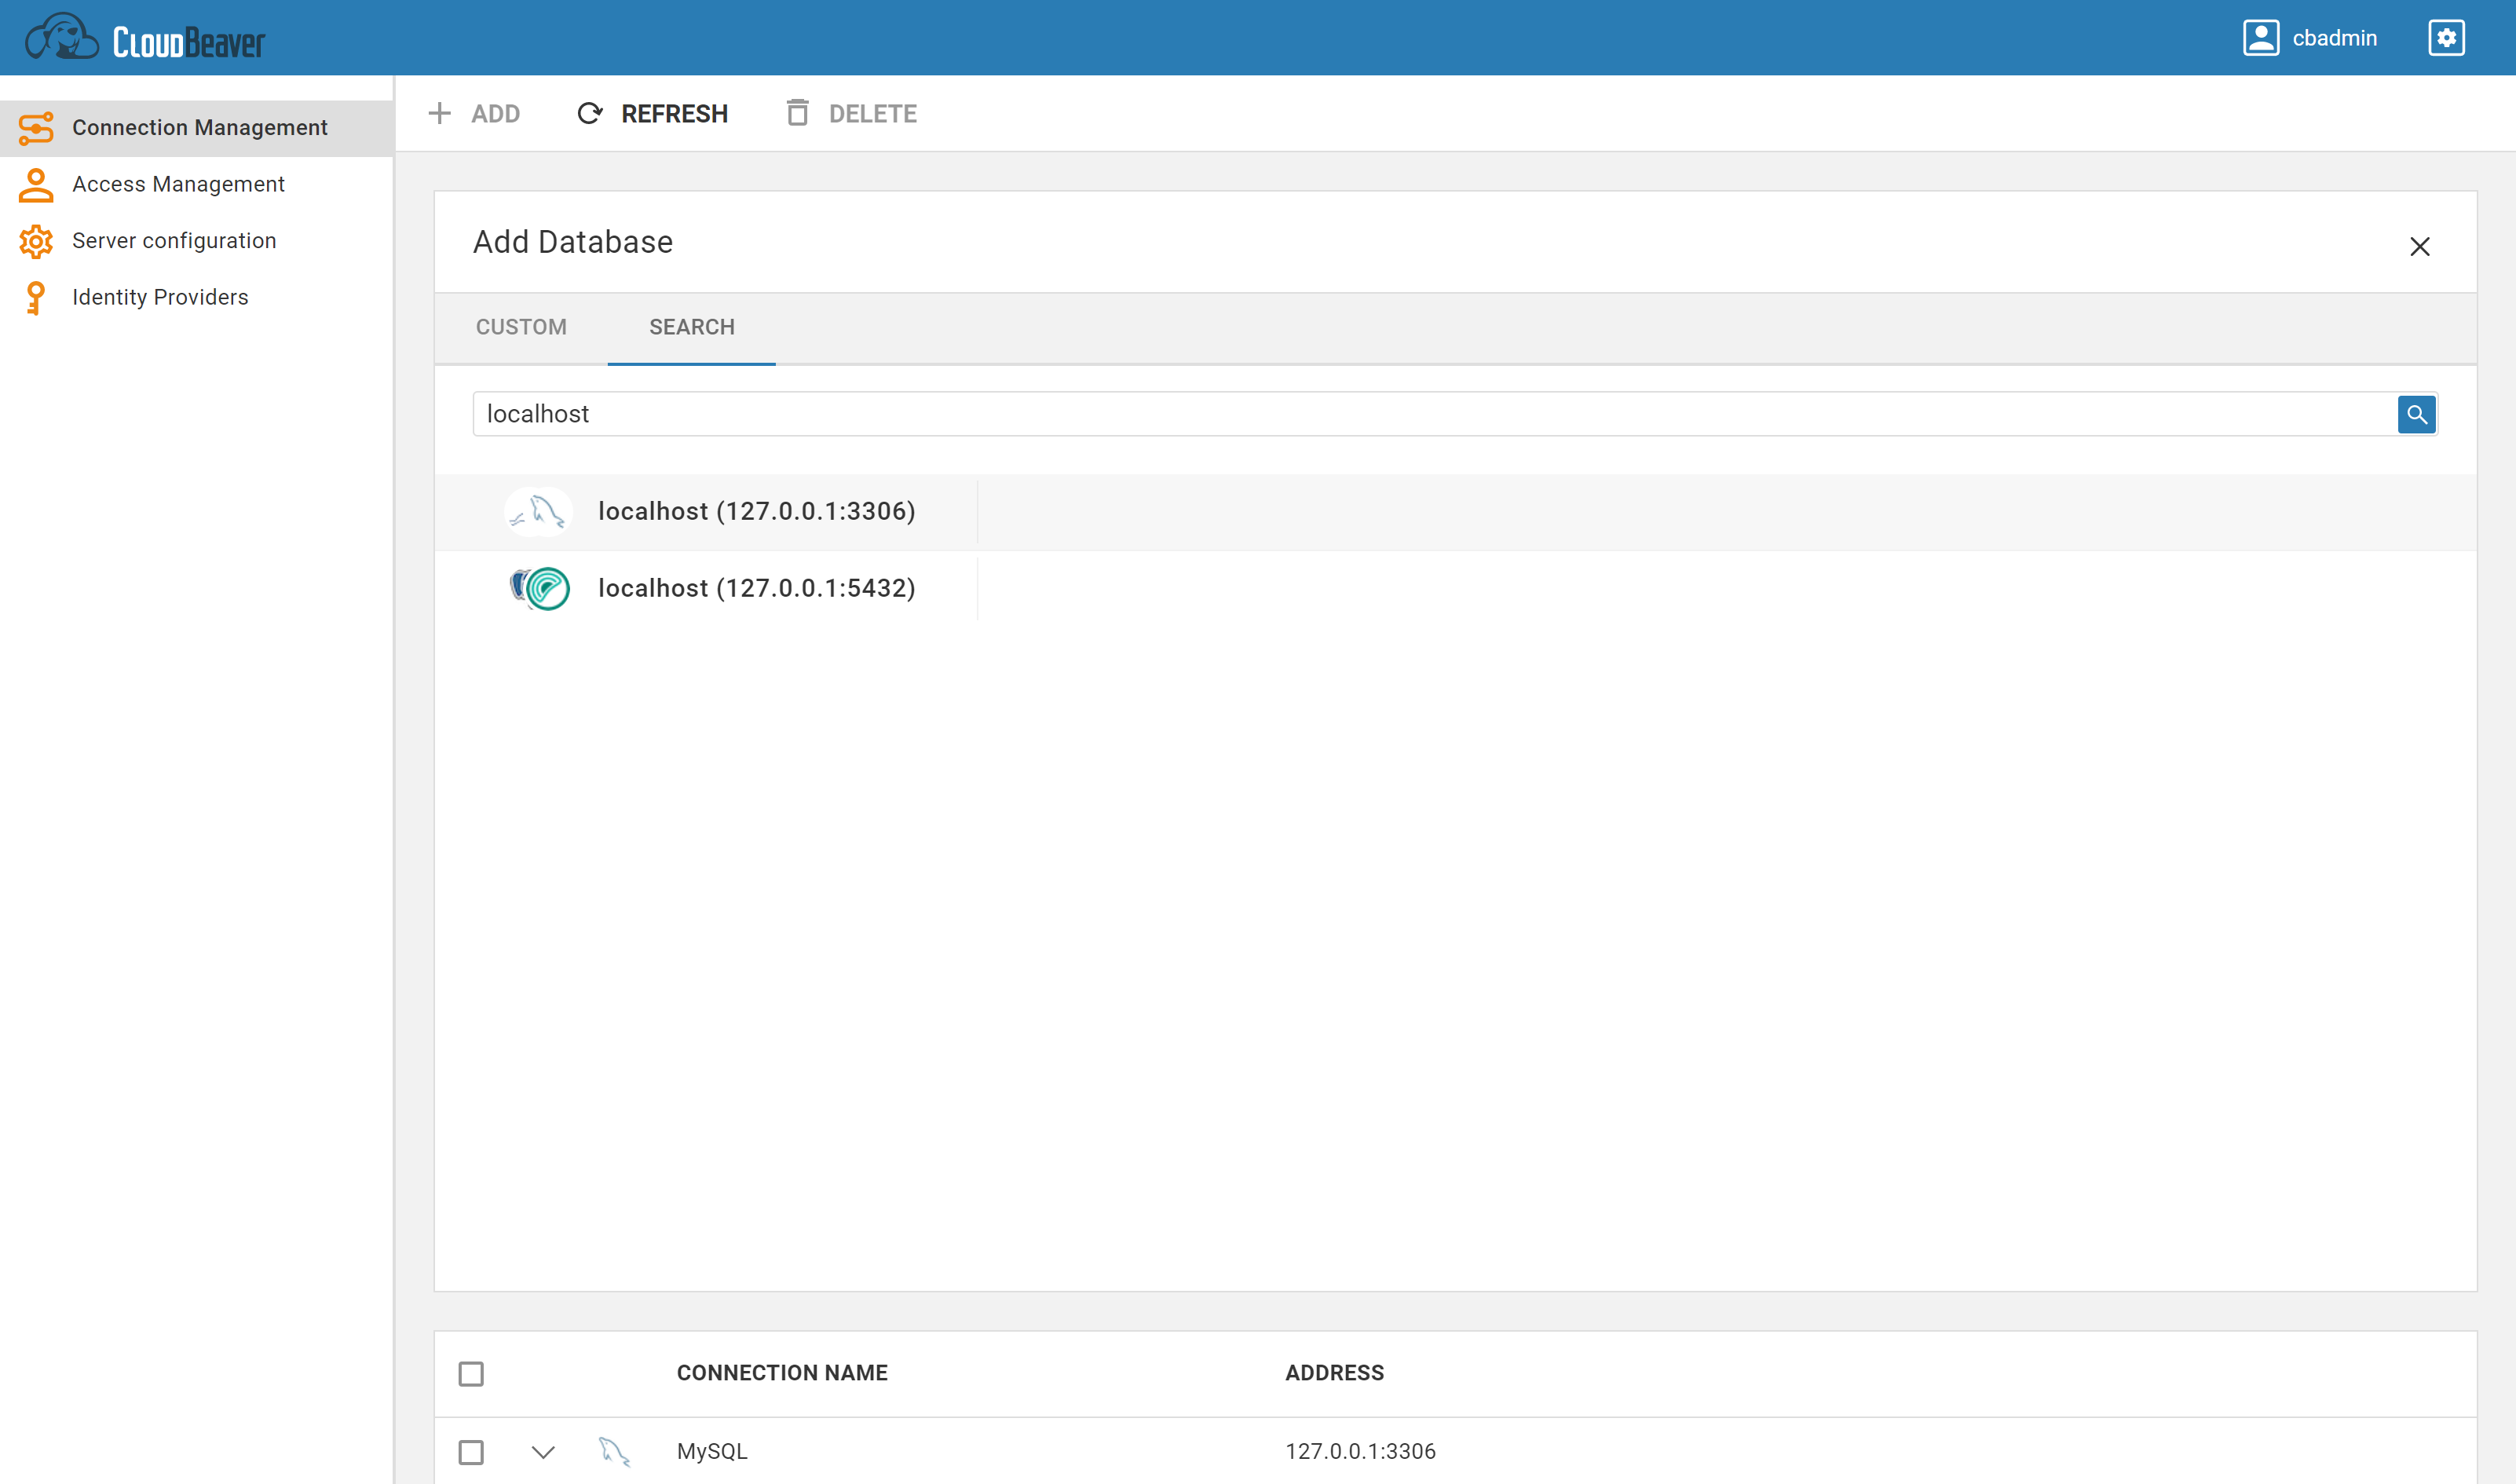 CloudBeaver
cbadmin
Connection Management
Access Management
Server configuration
Identity Providers
ADD REFRESH DELETE
Add Database
CUSTOM SEARCH
localhost
localhost (127.0.0.1:3306)
localhost (127.0.0.1:5432)
CONNECTION NAME ADDRESS
MySQL 127.0.0.1:3306